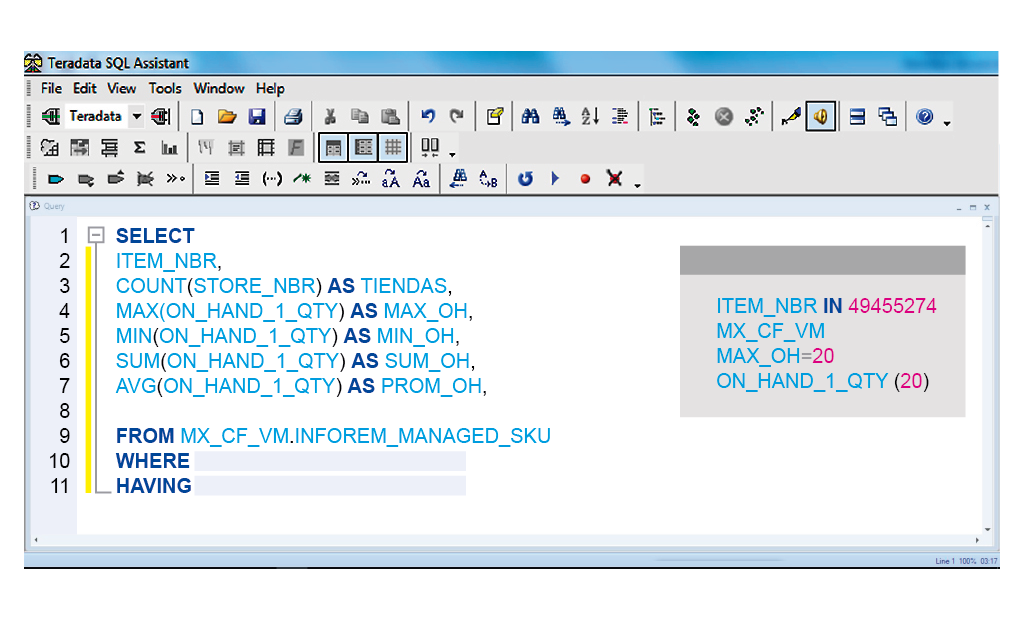 Teradata SQL Assistant
File Edit View Tools Window Help
Teradata
Query
1 SELECT
2 ITEM_NBR,
3 COUNT(STORE_NBR) AS TIENDAS,
4 MAX(ON_HAND_1_QTY) AS MAX_OH,
5 MIN(ON_HAND_1_QTY) AS MIN_OH,
6 SUM(ON_HAND_1_QTY) AS SUM_OH,
7 AVG(ON_HAND_1_QTY) AS PROM_OH,
8
9 FROM MX_CF_VM.INFOREM_MANAGED_SKU
10 WHERE
11 HAVING
ITEM_NBR IN 49455274
MX_CF_VM
MAX_OH=20
ON_HAND_1_QTY (20)
Line 1 100% 03:17